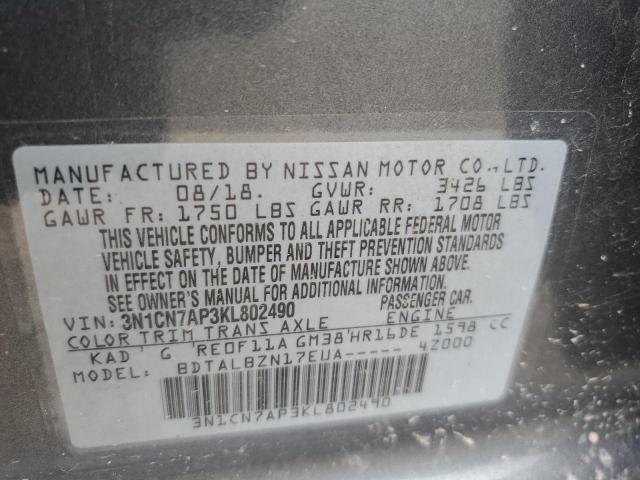 MANUFACTURED BY NISSAN MOTOR CO., LTD.
DATE: 08/18. GVWR: 3426 LBS
GAWR FR: 1750 LBS GAWR RR: 1708 LBS
THIS VEHICLE CONFORMS TO ALL APPLICABLE FEDERAL MOTOR
VEHICLE SAFETY, BUMPER AND THEFT PREVENTION STANDARDS
IN EFFECT ON THE DATE OF MANUFACTURE SHOWN ABOVE.
SEE OWNER'S MANUAL FOR ADDITIONAL INFORMATION.
VIN: 3N1CN7AP3KL802490 PASSENGER CAR.
COLOR TRIM TRANS AXLE ENGINE
KAD G RE0F11A GM38 HR16DE 1598 CC
BDTALBZN17EUA----- 4Z000
3N1CN7AP3KL802490